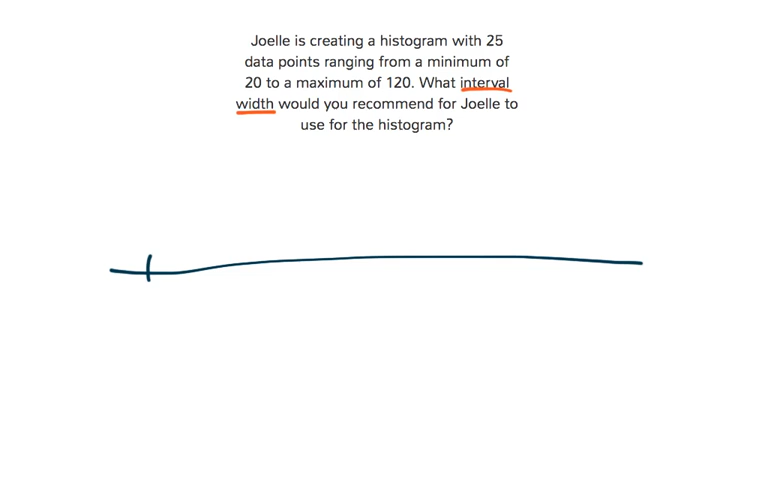 Joelle is creating a histogram with 25
data points ranging from a minimum of
20 to a maximum of 120. What interval
width would you recommend for Joelle to
use for the histogram?